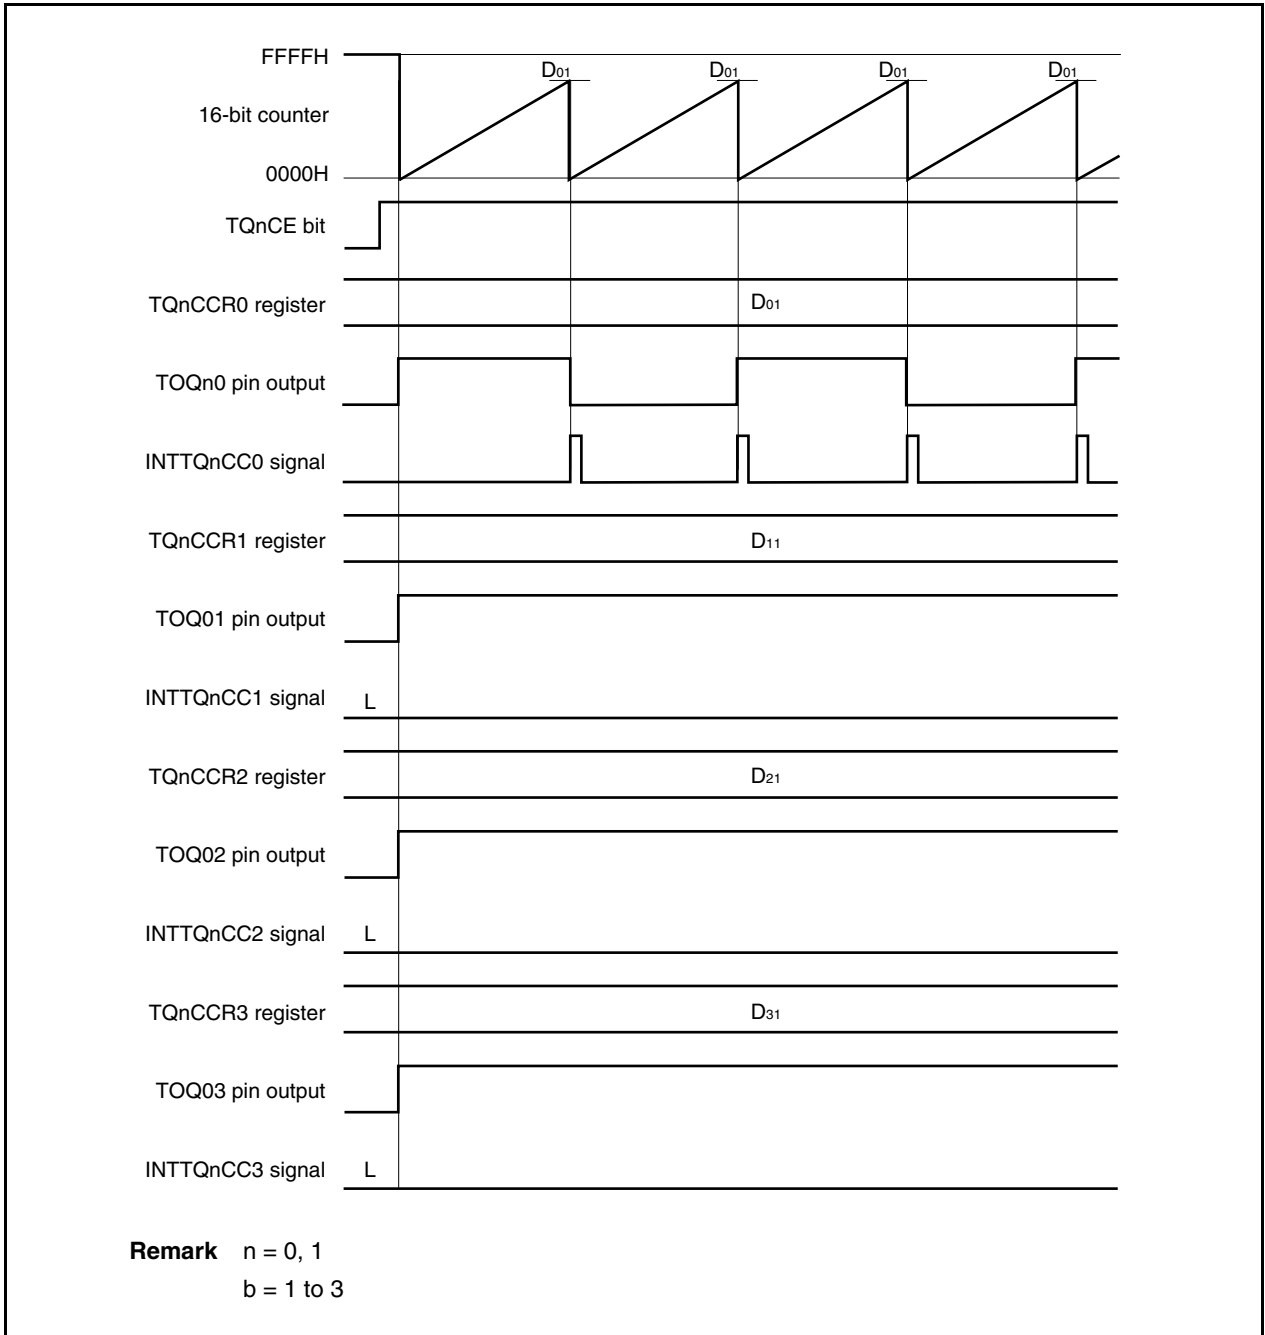 FFFFH
D01 D01 D01 D01
16-bit counter
0000H
TQnCE bit
TQnCCR0 register D01
TOQn0 pin output
INTTQnCC0 signal
TQnCCR1 register D11
TOQ01 pin output
INTTQnCC1 signal L
TQnCCR2 register D21
TOQ02 pin output
INTTQnCC2 signal L
TQnCCR3 register D31
TOQ03 pin output
INTTQnCC3 signal L
Remark n = 0, 1
b = 1 to 3